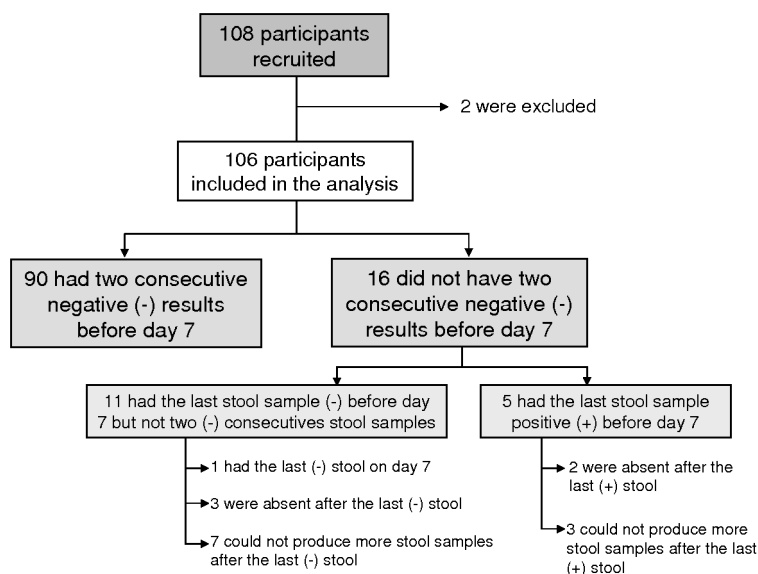 108 participants
recruited
2 were excluded
106 participants
included in the analysis
90 had two consecutive
negative (-) results
before day 7
16 did not have two
consecutive negative (-)
results before day 7
11 had the last stool sample (-) before day
7 but not two (-) consecutives stool samples
5 had the last stool sample
positive (+) before day 7
1 had the last (-) stool on day 7
3 were absent after the last (-) stool
7 could not produce more stool samples
after the last (-) stool
2 were absent after the
last (+) stool
3 could not produce more
stool samples after the last
(+) stool